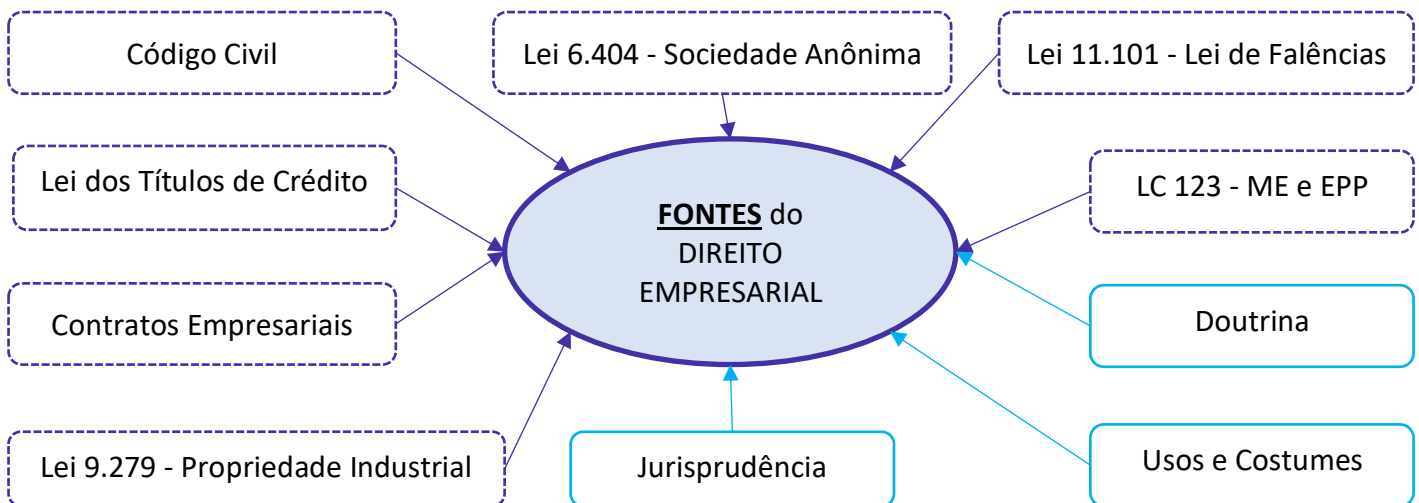 Código Civil
Lei 6.404 - Sociedade Anônima
Lei 11.101 - Lei de Falências
Lei dos Títulos de Crédito
LC 123 - ME e EPP
FONTES do
DIREITO
EMPRESARIAL
Contratos Empresariais
Doutrina
Lei 9.279 - Propriedade Industrial
Jurisprudência
Usos e Costumes